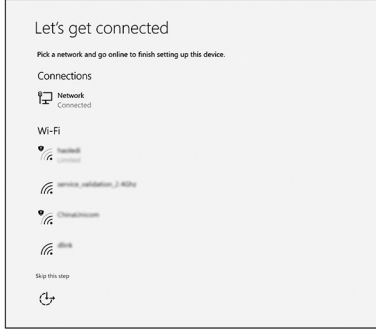 Let's get connected
Pick a network and go online to finish setting up this device.
Connections
Network
Connected
Wi-Fi
Limited
service_validation_2.4Ghz
ChinaUnicom
dlink
Skip this step